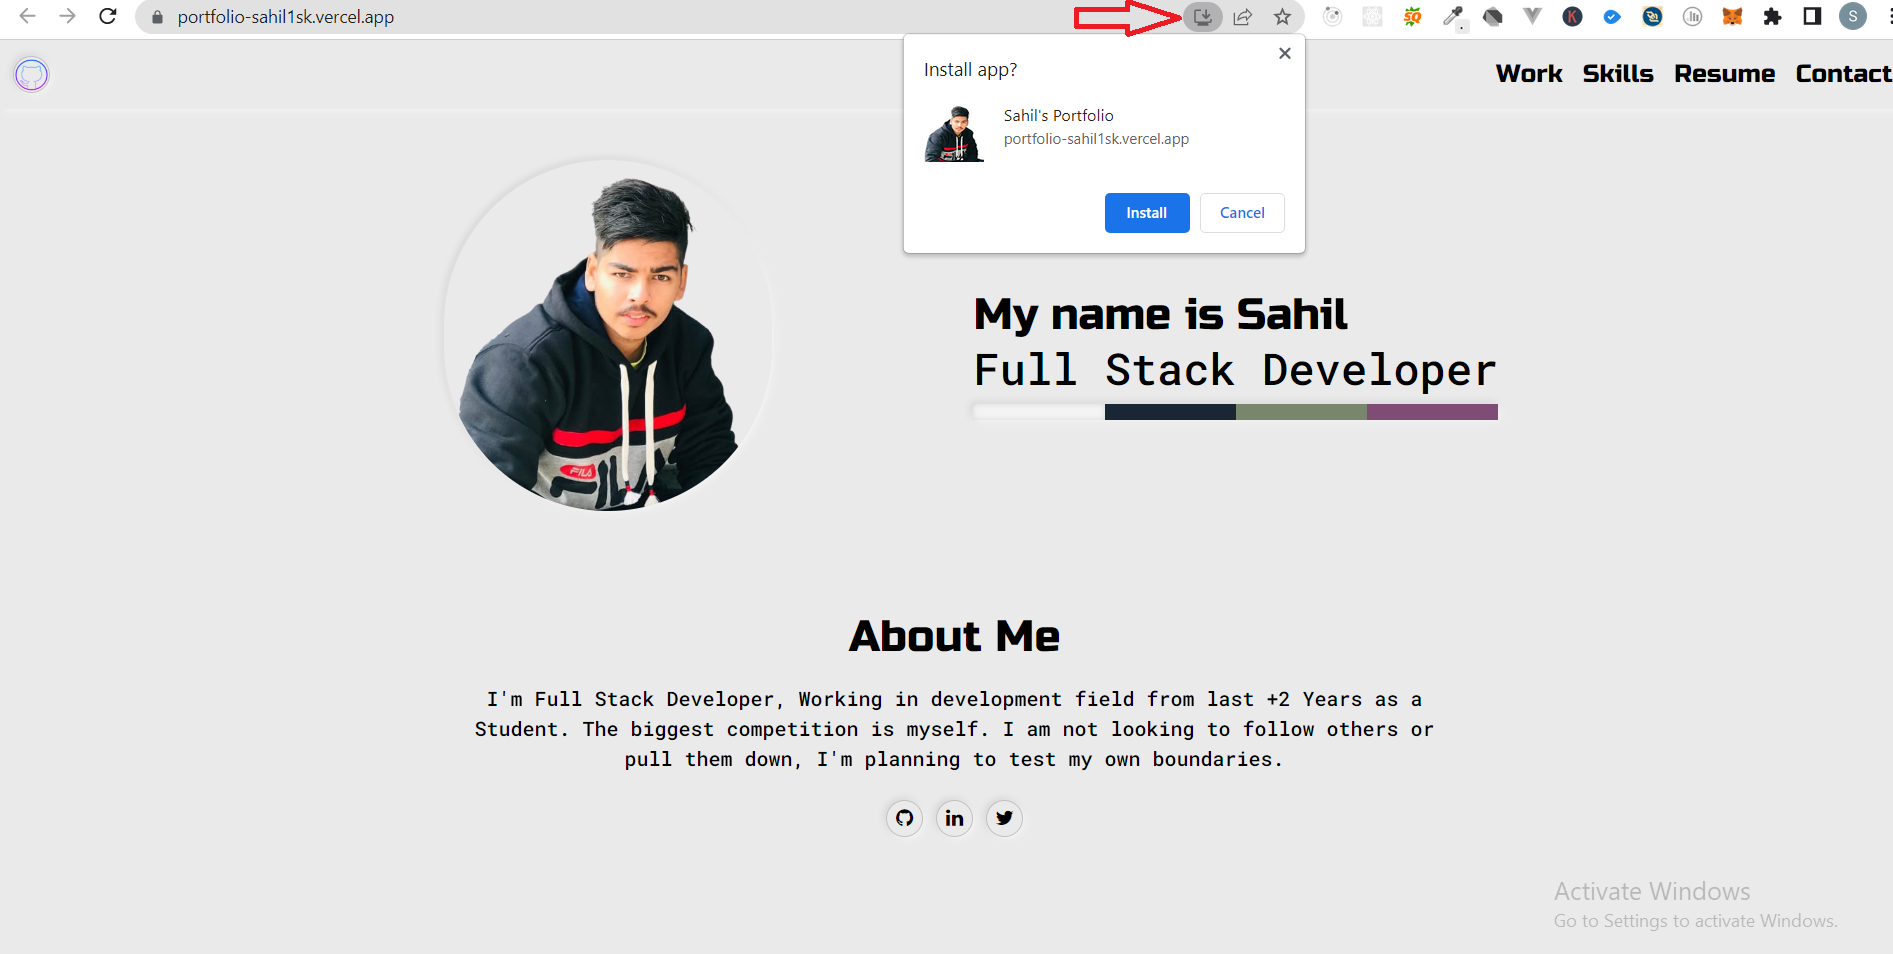 portfolio-sahil1sk.vercel.app
SQ
K
S
Work Skills Resume Contact
Install app?
Sahil's Portfolio
portfolio-sahil1sk.vercel.app
Install Cancel
FILA
FILA
My name is Sahil
Full Stack Developer
About Me
I'm Full Stack Developer, Working in development field from last +2 Years as a
Student. The biggest competition is myself. I am not looking to follow others or
pull them down, I'm planning to test my own boundaries.
in
Activate Windows
Go to Settings to activate Windows.